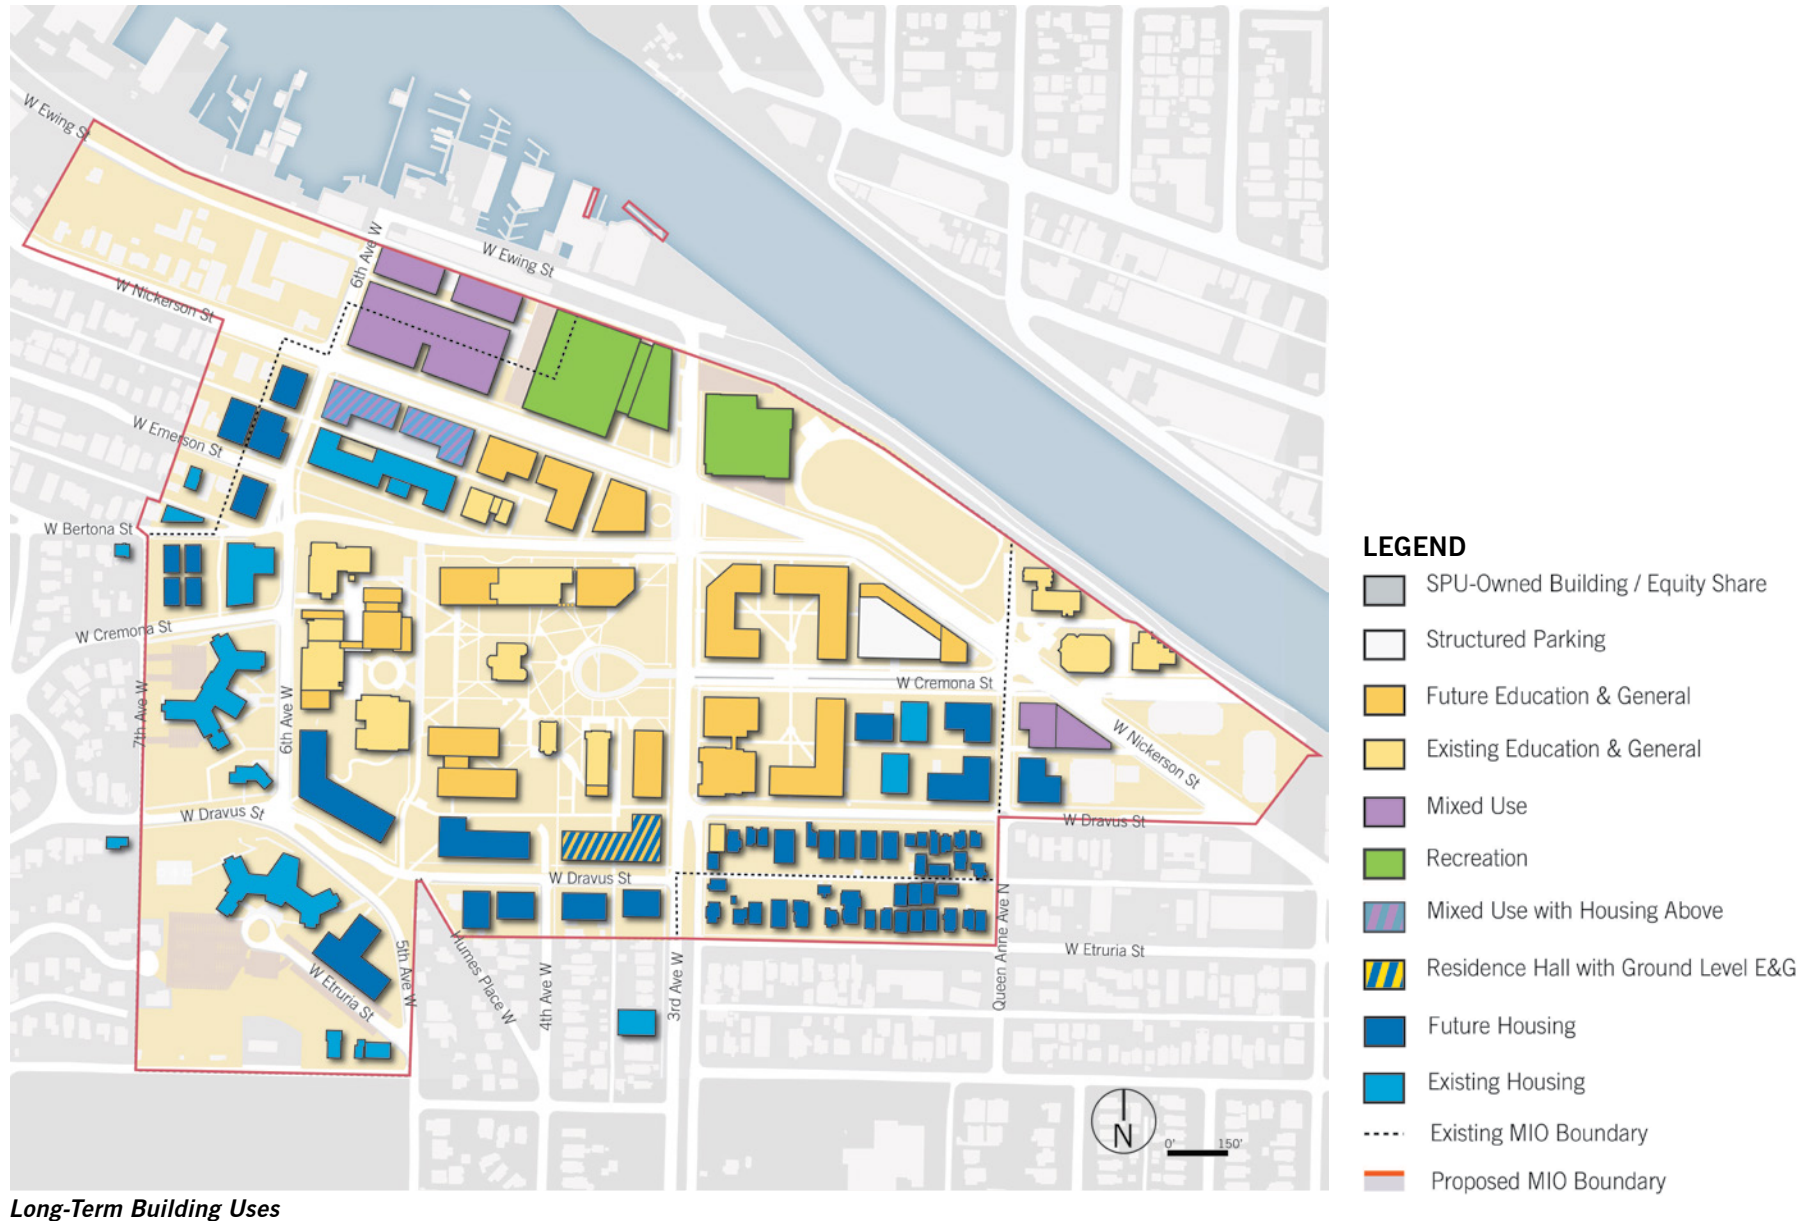 W Ewing St
6th Ave W
W Ewing St
W Nickerson St
W Emerson St
W Bertona St
W Cremona St
7th Ave W
6th Ave W
W Cremona St
W Nickerson St
W Dravus St
W Dravus St
W Dravus St
5th Ave W
W Etruria St
Humes Place W
4th Ave W
3rd Ave W
Queen Anne Ave N
W Etruria St
N
0' 150'
LEGEND
SPU-Owned Building / Equity Share
Structured Parking
Future Education & General
Existing Education & General
Mixed Use
Recreation
Mixed Use with Housing Above
Residence Hall with Ground Level E&G
Future Housing
Existing Housing
Existing MIO Boundary
Proposed MIO Boundary
Long-Term Building Uses